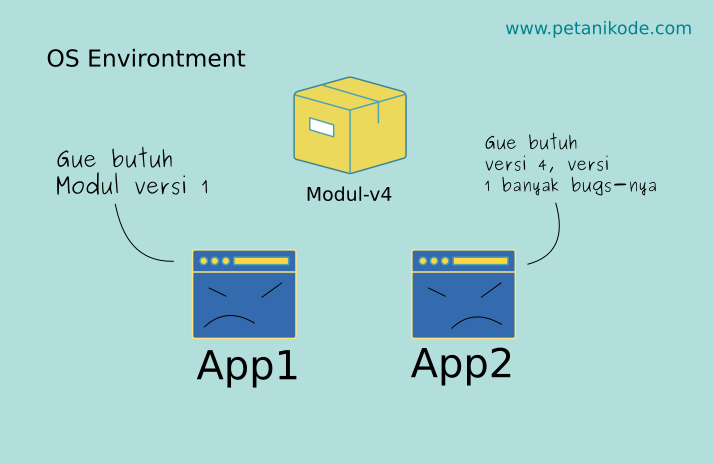 www.petanikode.com
OS Environtment
Gue butuh
Modul versi 1
Modul-v4
Gue butuh
versi 4, versi
1 banyak bugs-nya
App1
App2